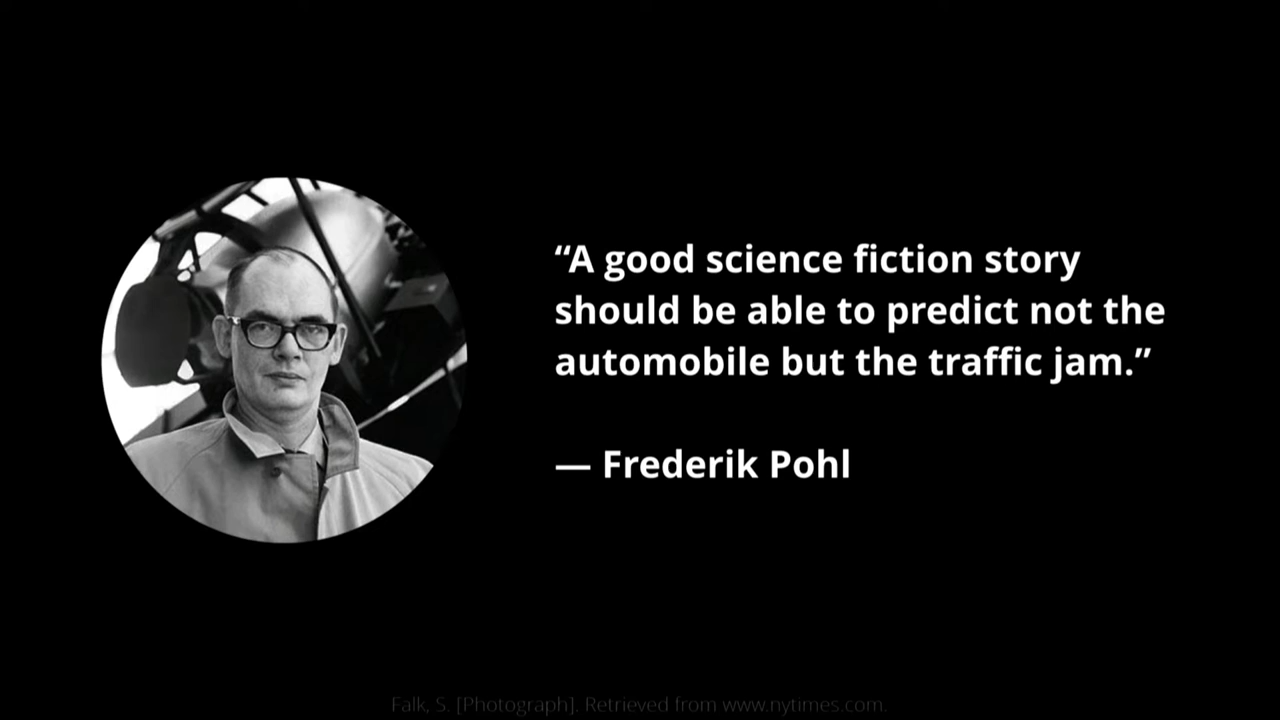 “A good science fiction story
should be able to predict not the
automobile but the traffic jam.”
— Frederik Pohl
Falk, S. [Photograph]. Retrieved from www.nytimes.com.